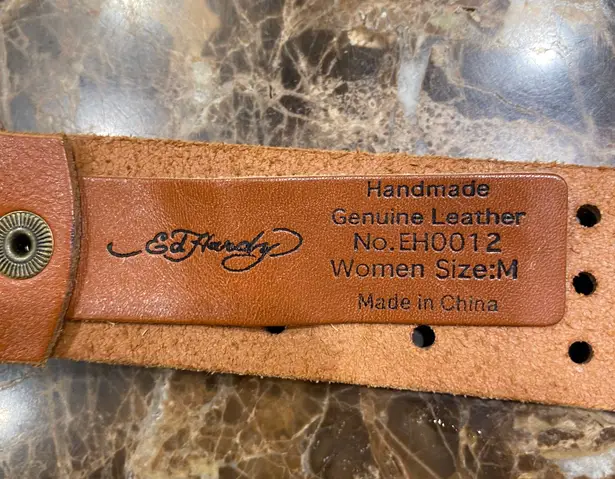 Ed Hardy
Handmade
Genuine Leather
No.EH0012
Women Size:M
Made in China